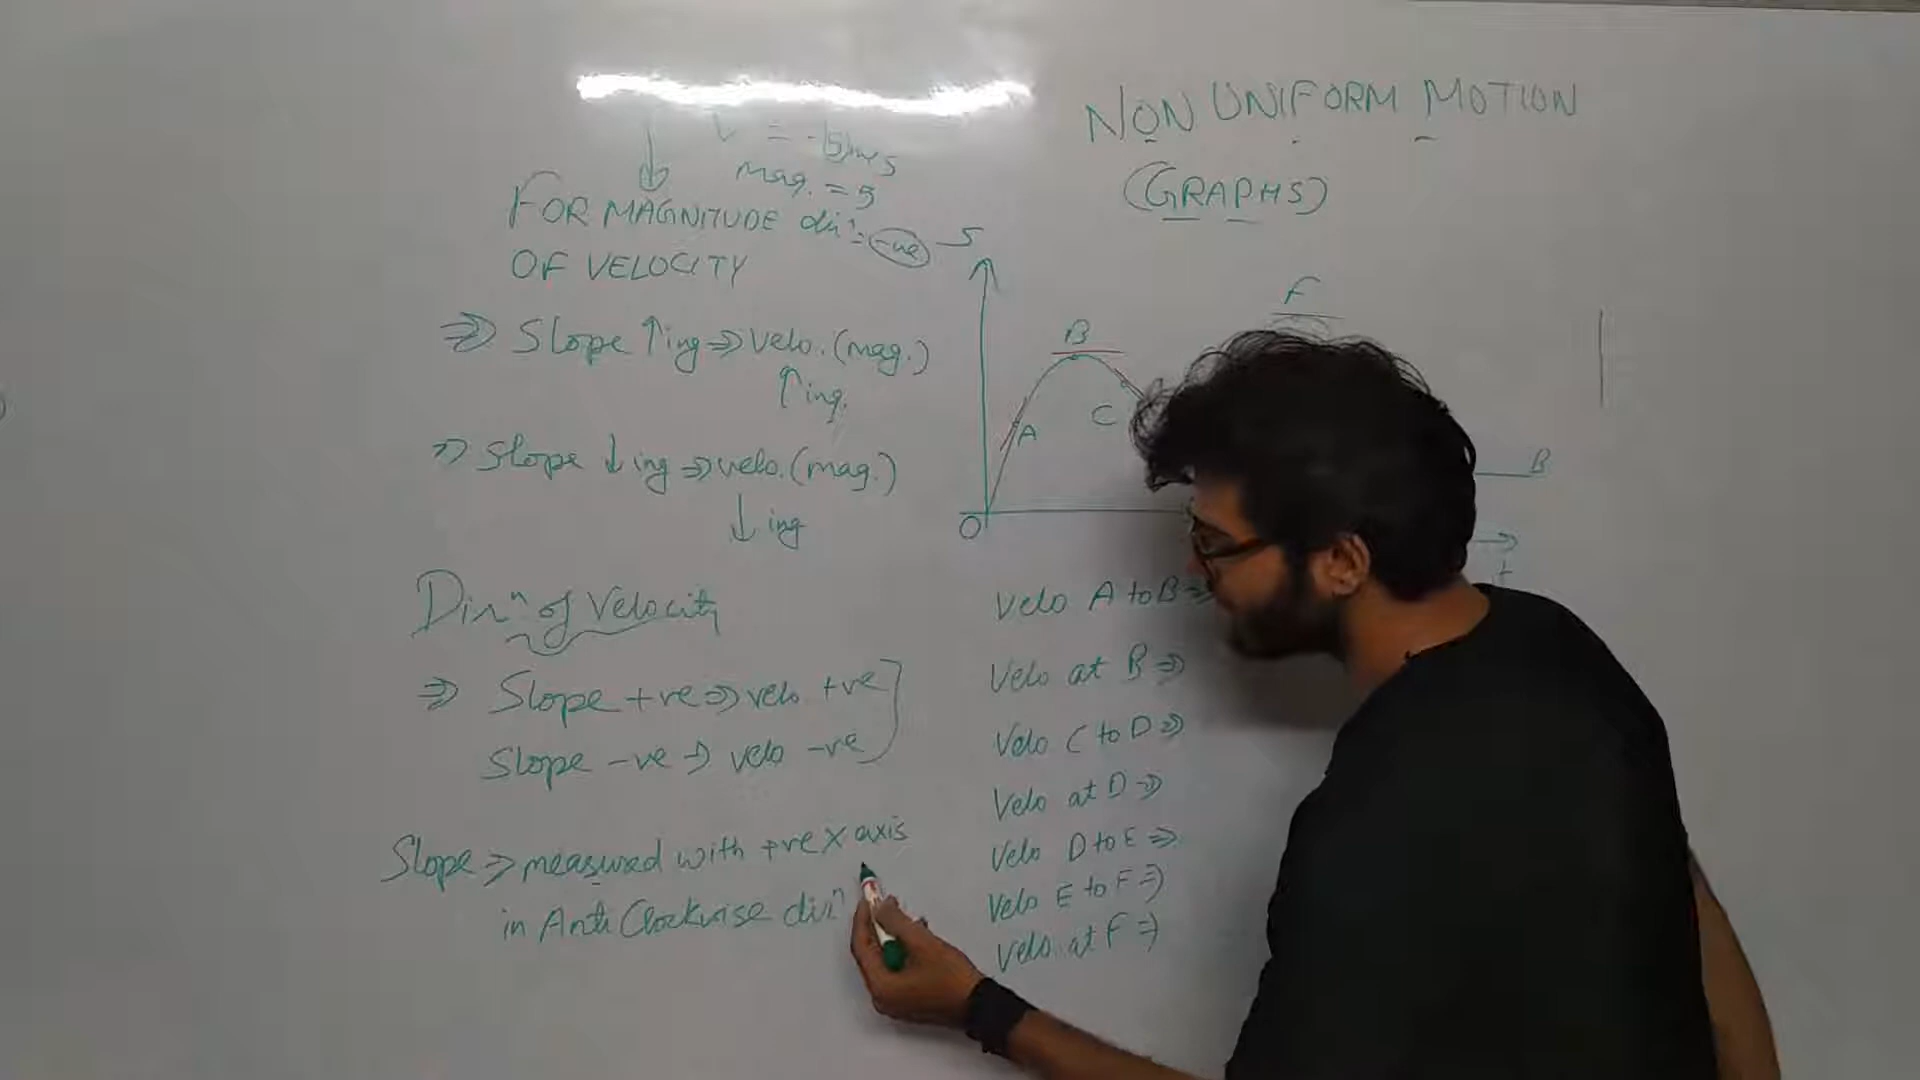 NON UNIFORM MOTION
(GRAPHS)
mag. = 5
FOR MAGNITUDE dirⁿ = -ve
OF VELOCITY
⇒ Slope ↑ing ⇒ velo. (mag.)
↑ing.
⇒ Slope ↓ing ⇒ velo. (mag.)
↓ing
Dirⁿ of Velocity
⇒ Slope +ve ⇒ velo +ve
Slope -ve → velo -ve
Slope ⇒ measured with +ve X axis
in Anti Clockwise dirⁿ
S
F
B
A
C
O
B
t
Velo A to B ⇒
Velo at B ⇒
Velo C to D ⇒
Velo at D ⇒
Velo D to E ⇒
Velo E to F ⇒
Velo. at F ⇒